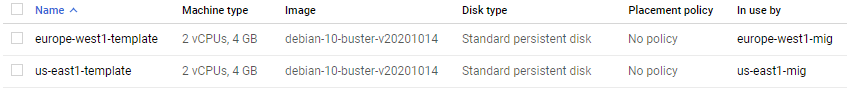 Name Machine type Image Disk type Placement policy In use by
europe-west1-template 2 vCPUs, 4 GB debian-10-buster-v20201014 Standard persistent disk No policy europe-west1-mig
us-east1-template 2 vCPUs, 4 GB debian-10-buster-v20201014 Standard persistent disk No policy us-east1-mig